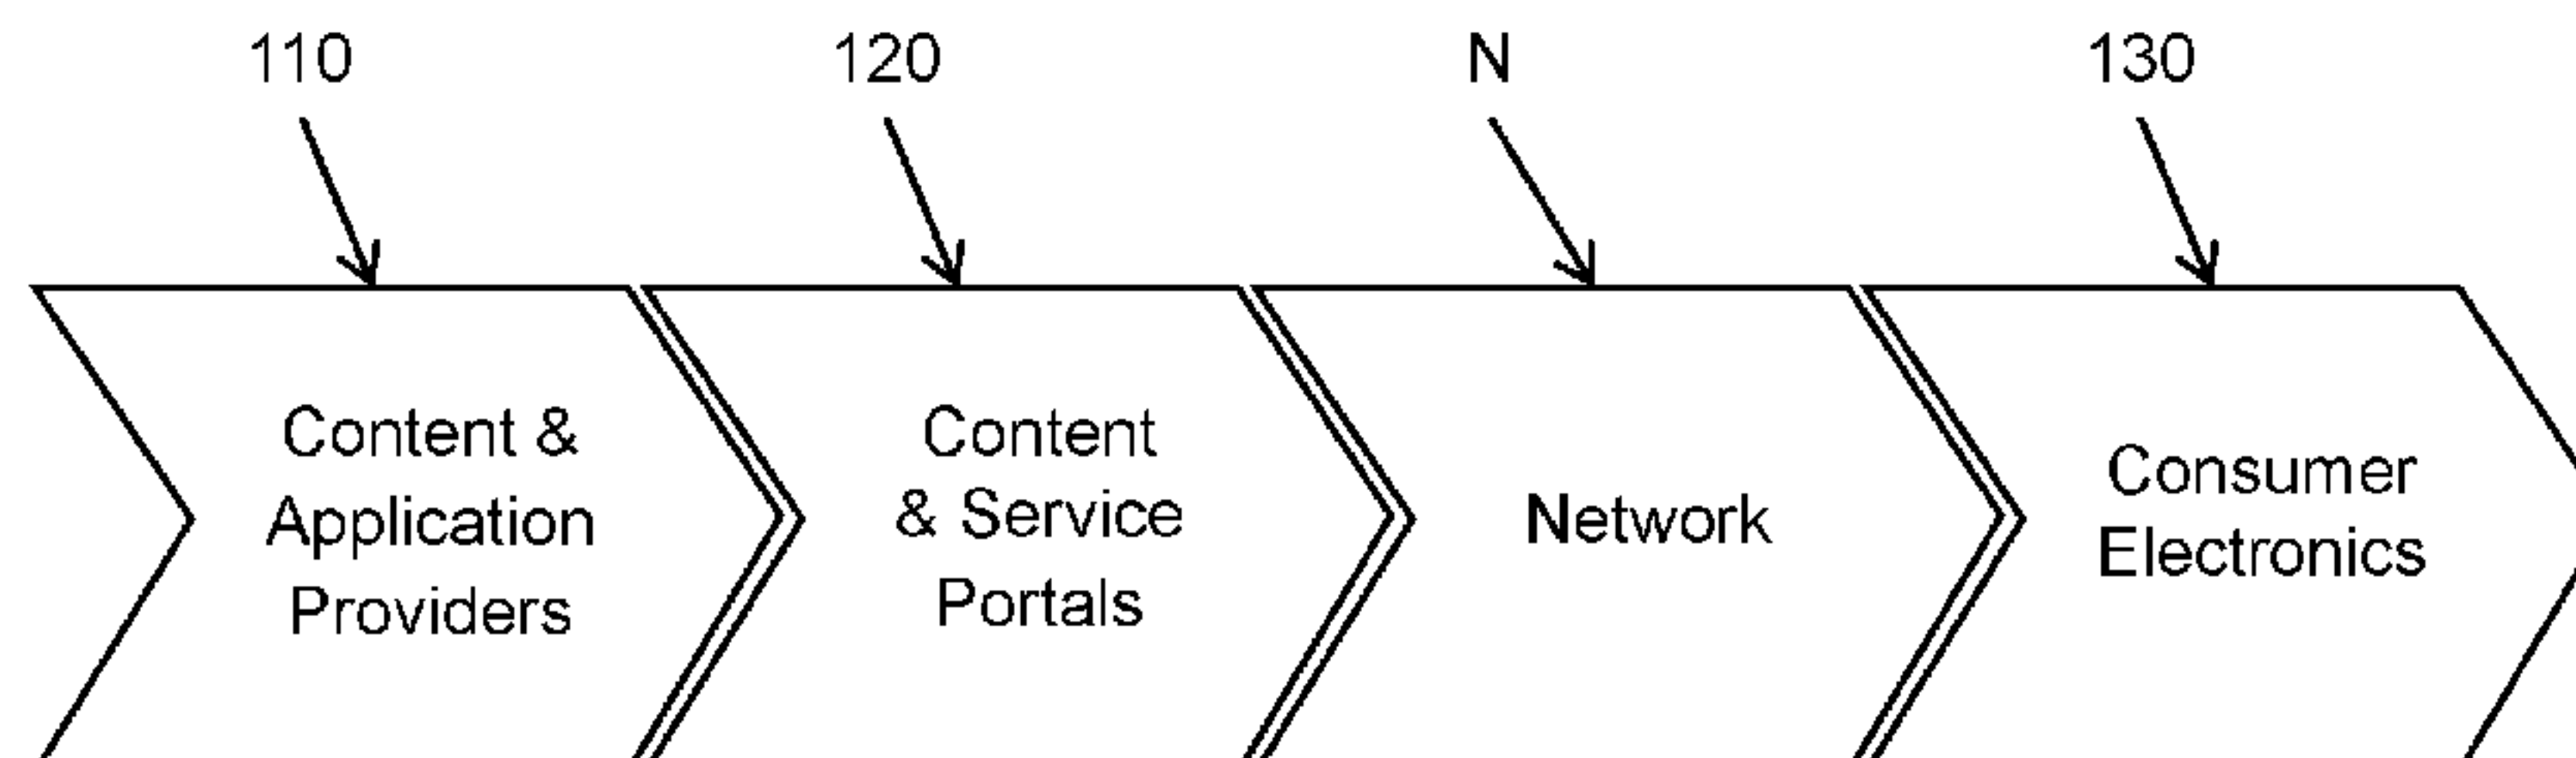 110
120
N
130
Content &
Application
Providers
Content
& Service
Portals
Network
Consumer
Electronics